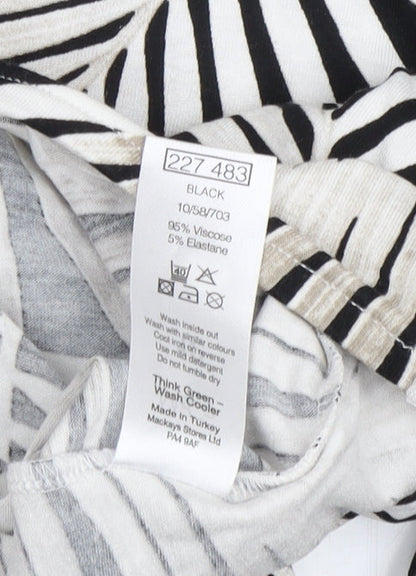 227 483
BLACK
10/58/703
95% Viscose
5% Elastane
40
Wash inside out
Wash with similar colours
Cool iron on reverse
Use mild detergent
Do not tumble dry
Think Green –
Wash Cooler
Made in Turkey
Mackays Stores Ltd
PA4 9AF